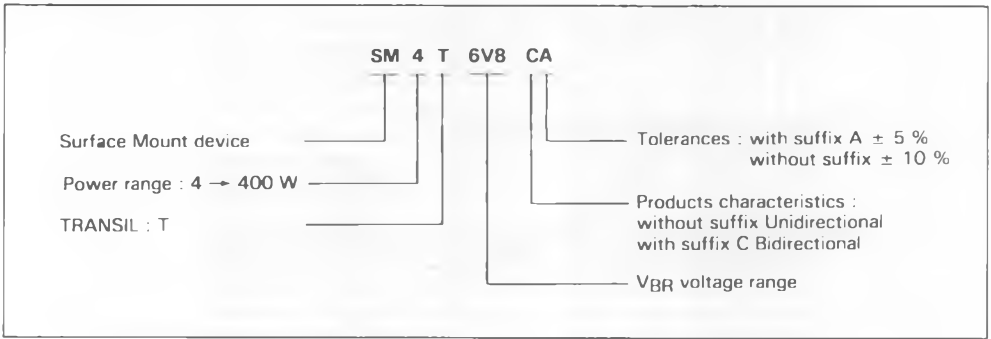 SM 4 T 6V8 CA
Surface Mount device
Power range : 4 → 400 W
TRANSIL : T
Tolerances : with suffix A ± 5 %
without suffix ± 10 %
Products characteristics :
without suffix Unidirectional
with suffix C Bidirectional
VBR voltage range